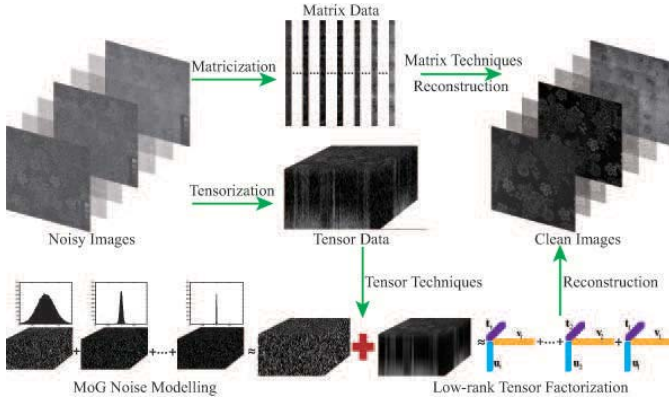 Matrix Data
Matricization
Matrix Techniques
Reconstruction
Tensorization
Noisy Images
Tensor Data
Clean Images
Tensor Techniques
Reconstruction
MoG Noise Modelling
Low-rank Tensor Factorization